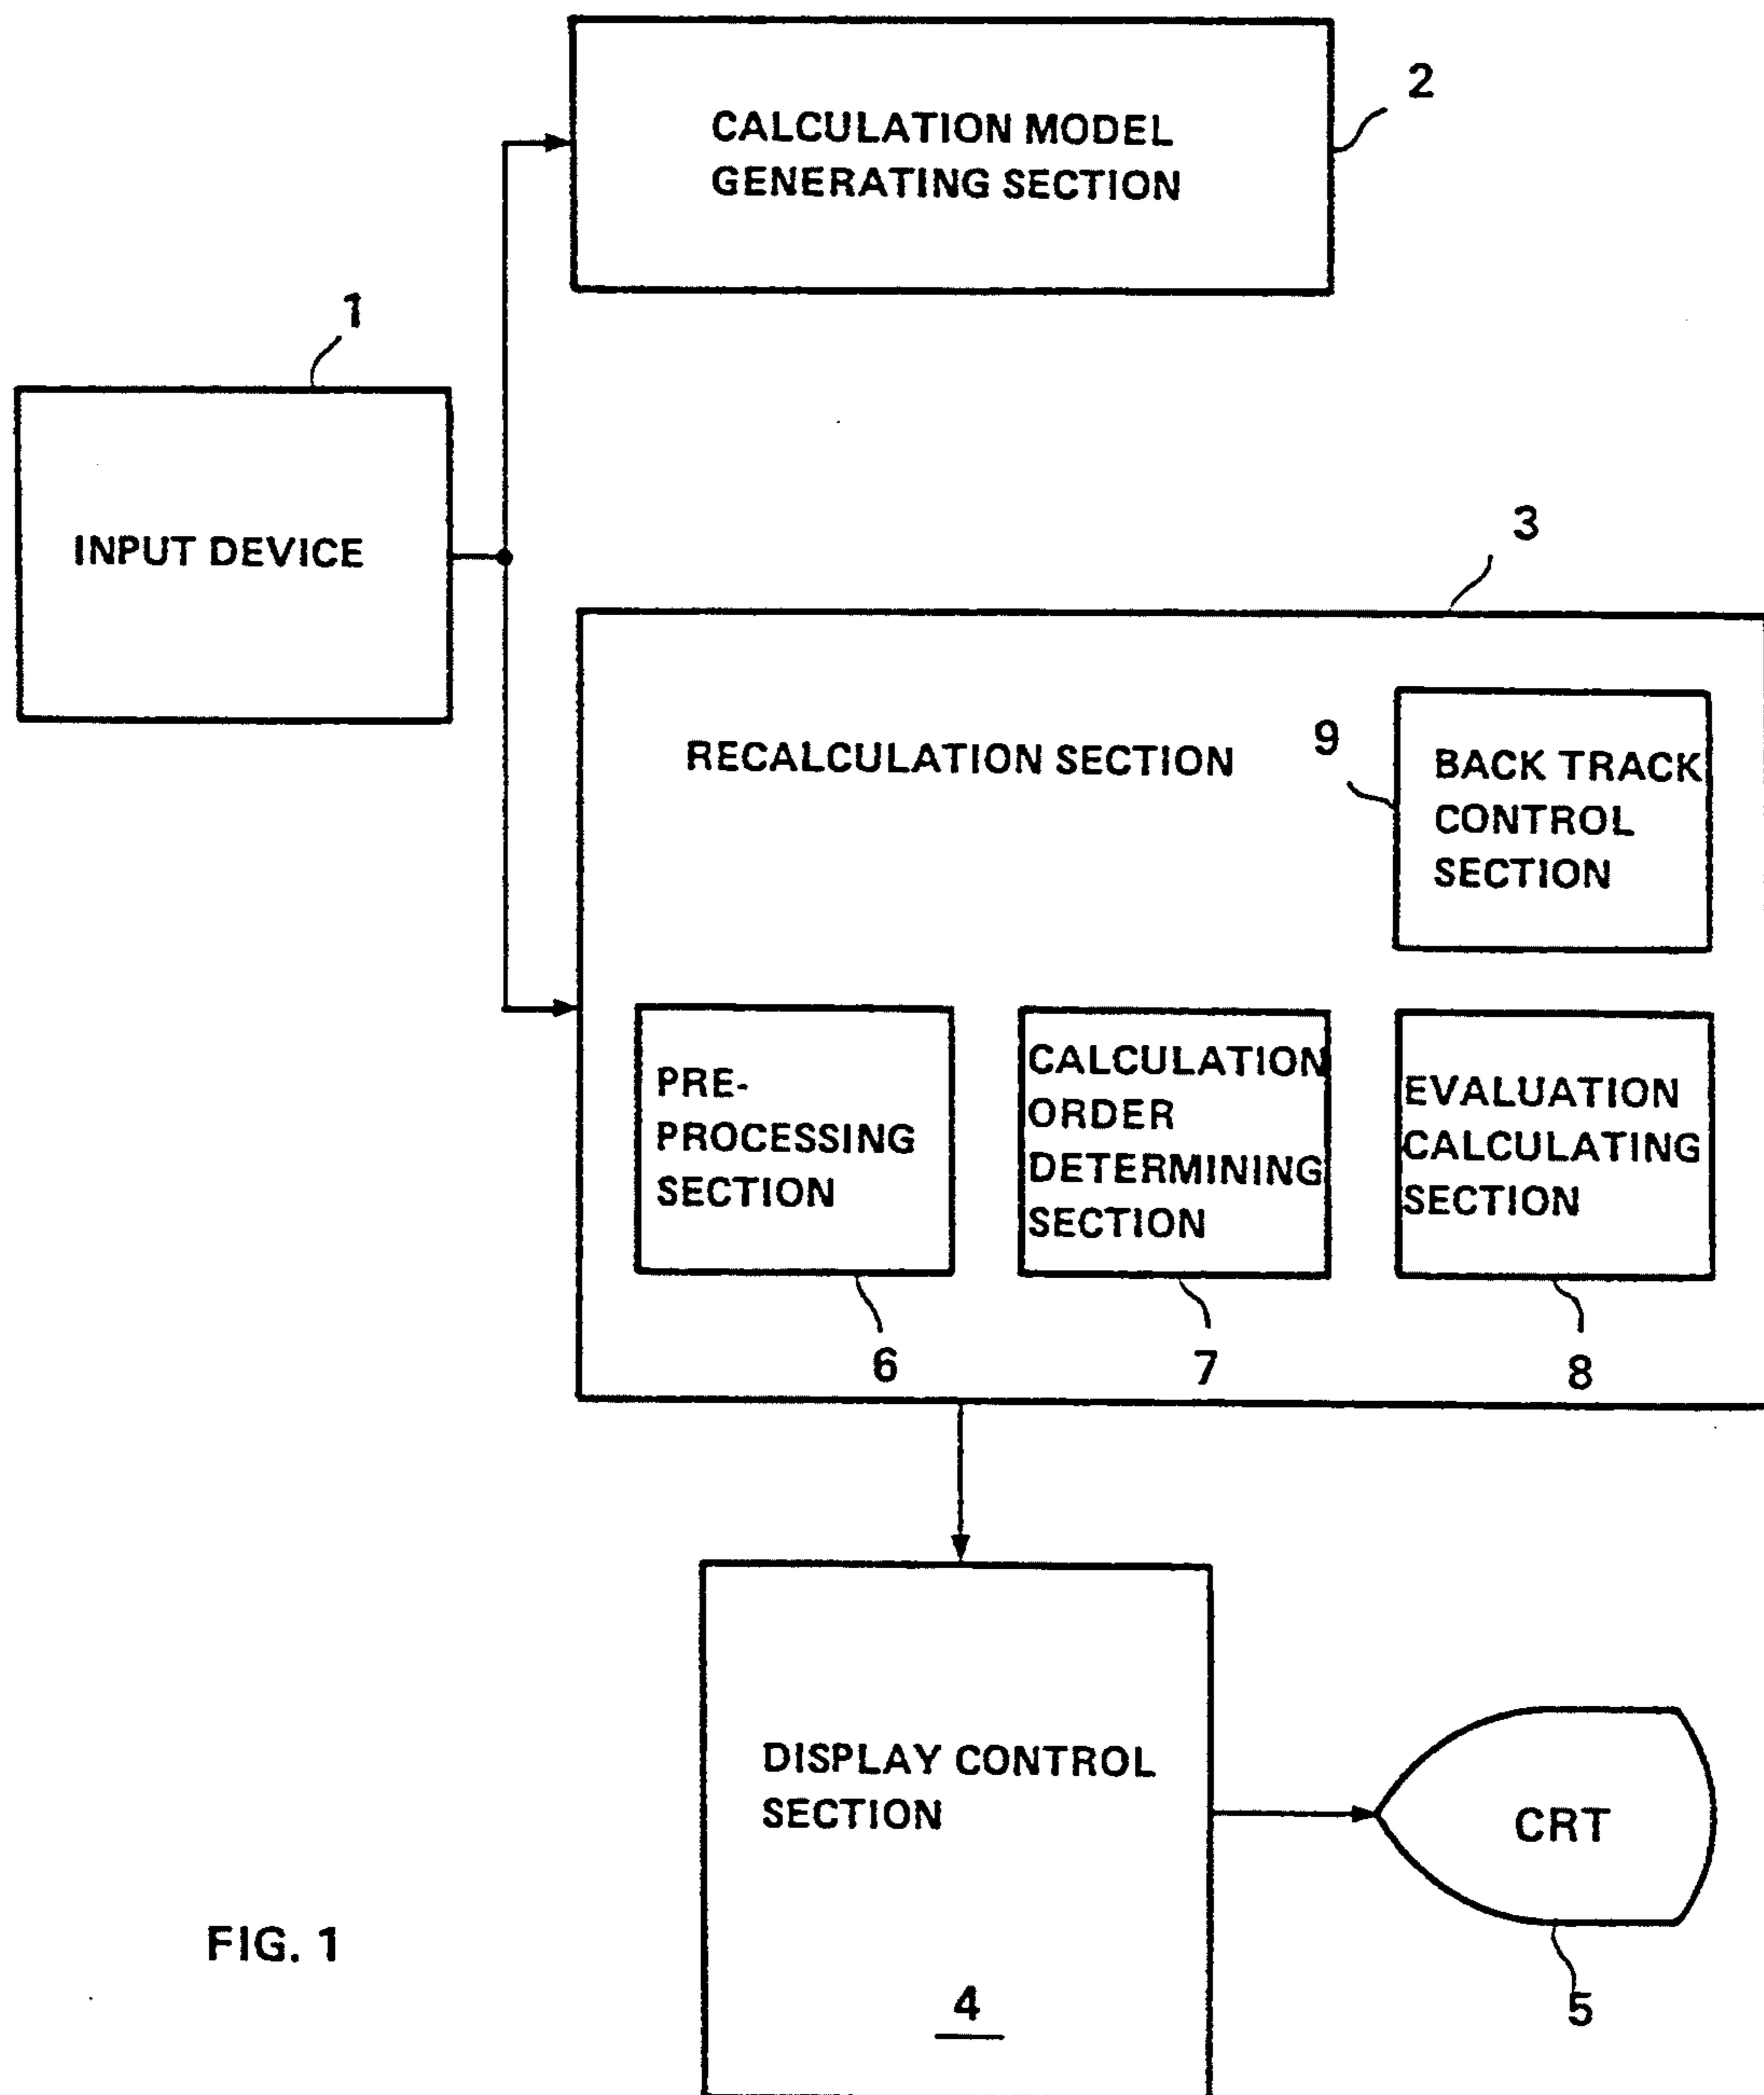 2
CALCULATION MODEL
GENERATING SECTION
1
INPUT DEVICE
3
RECALCULATION SECTION
9
BACK TRACK
CONTROL
SECTION
PRE-
PROCESSING
SECTION
CALCULATION
ORDER
DETERMINING
SECTION
EVALUATION
CALCULATING
SECTION
6
7
8
DISPLAY CONTROL
SECTION
CRT
FIG. 1
4
5